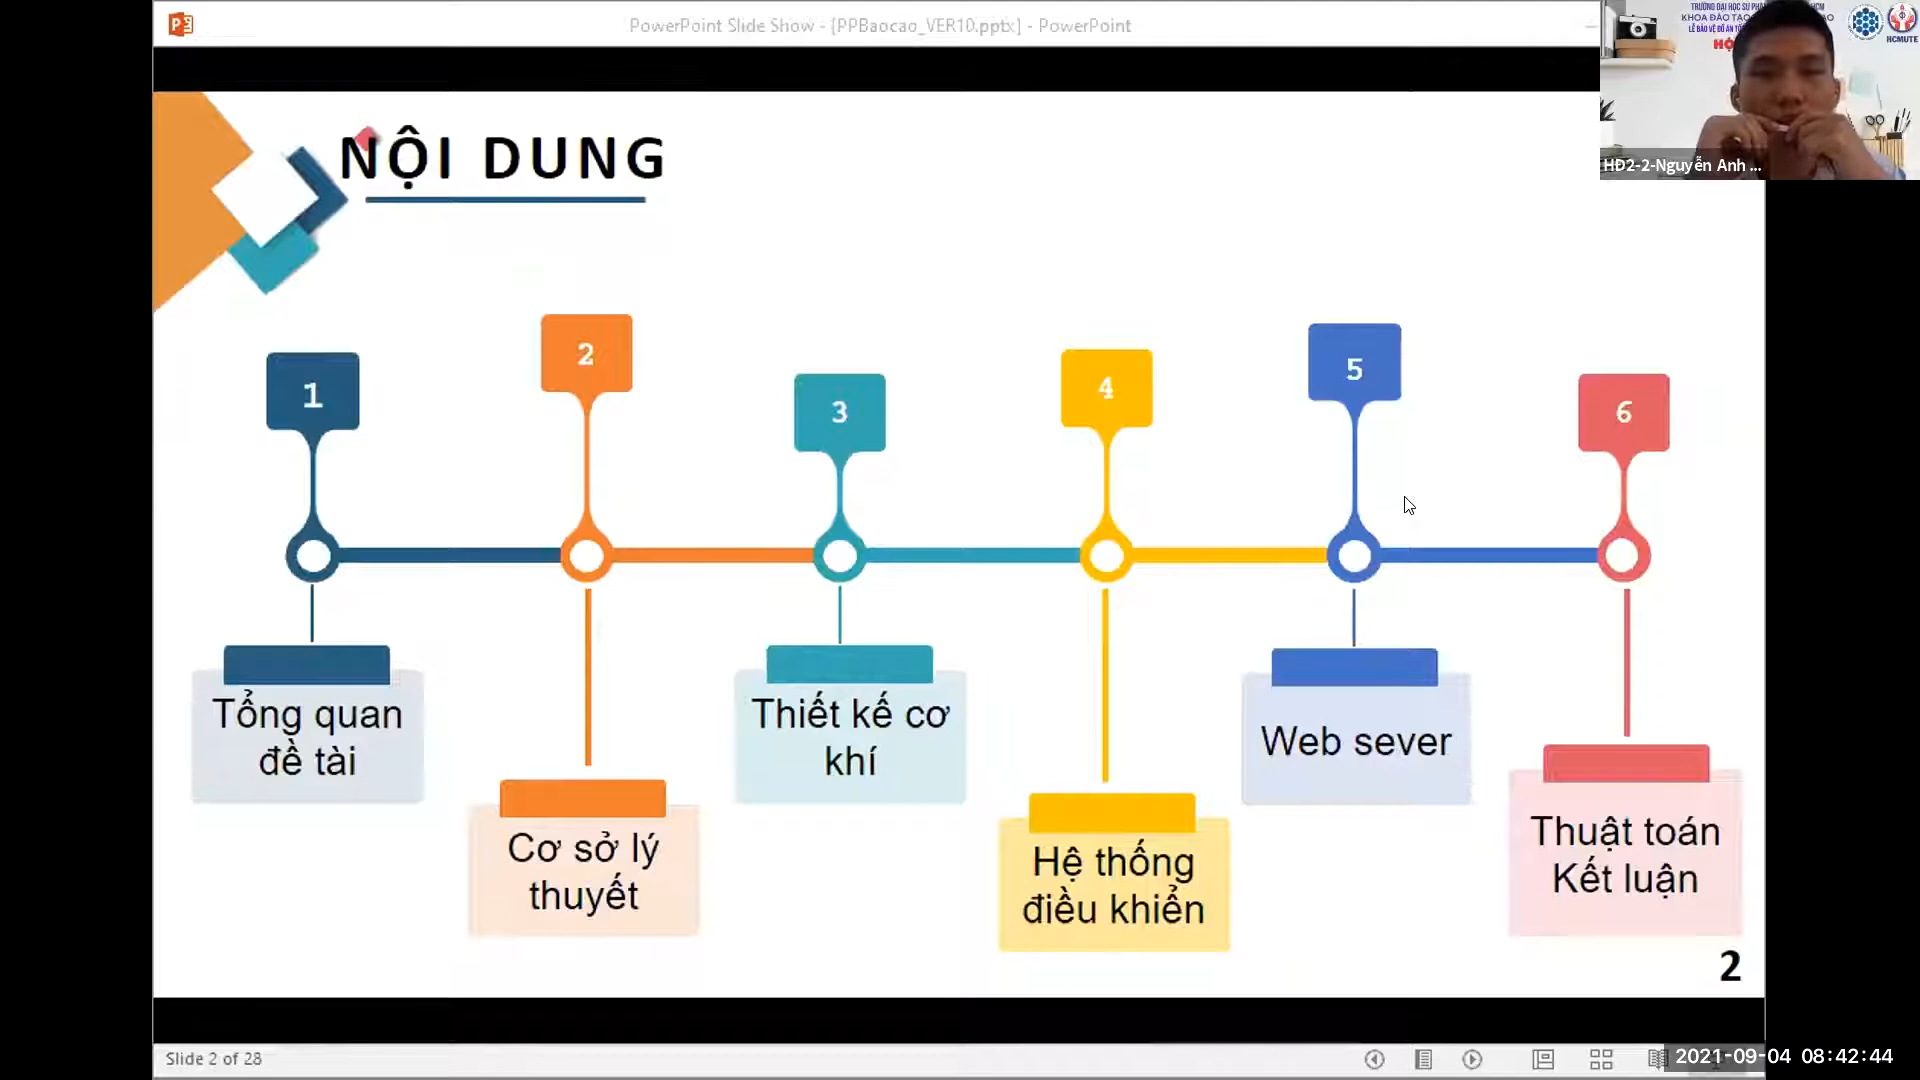 PowerPoint Slide Show - [PPBaocao_VER10.pptx] - PowerPoint
HCMUTE
HĐ2-2-Nguyễn Anh ...
NỘI DUNG
1
2
3
4
5
6
Tổng quan
đề tài
Cơ sở lý
thuyết
Thiết kế cơ
khí
Hệ thống
điều khiển
Web sever
Thuật toán
Kết luận
2
Slide 2 of 28
2021-09-04 08:42:44